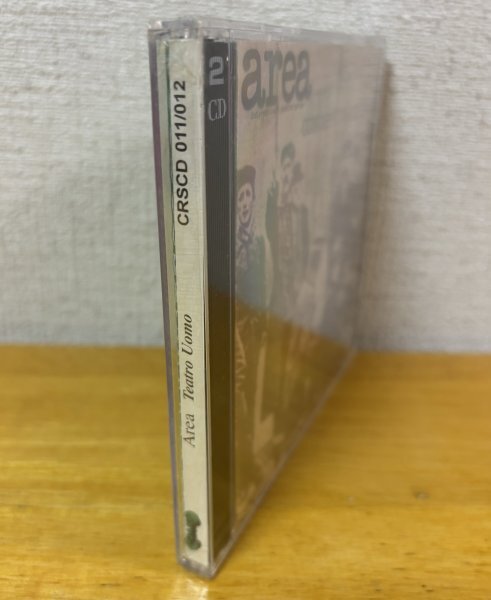 CRSCD 011/012
Area Teatro Uomo
2
CD
area